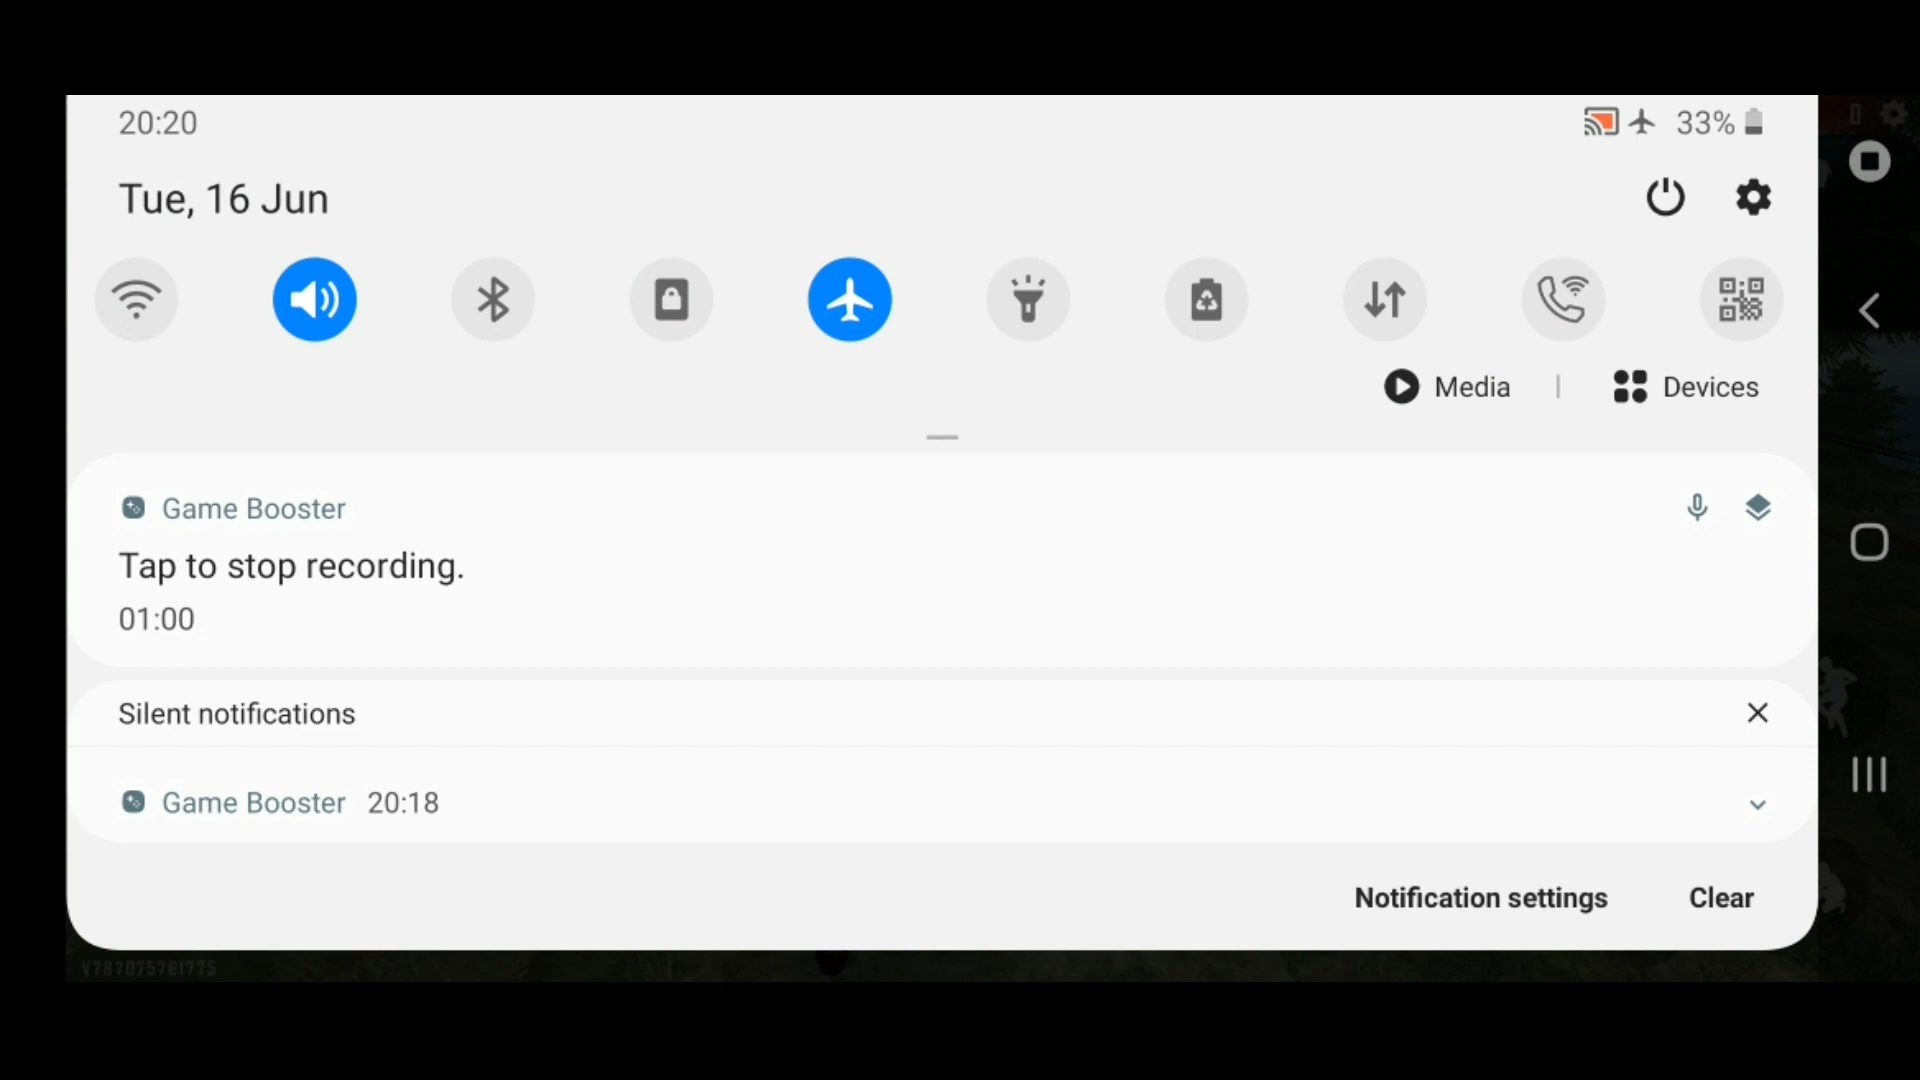 20:20
33%
Tue, 16 Jun
Media | Devices
Game Booster
Tap to stop recording.
01:00
Silent notifications
Game Booster 20:18
Notification settings Clear
V787075761775